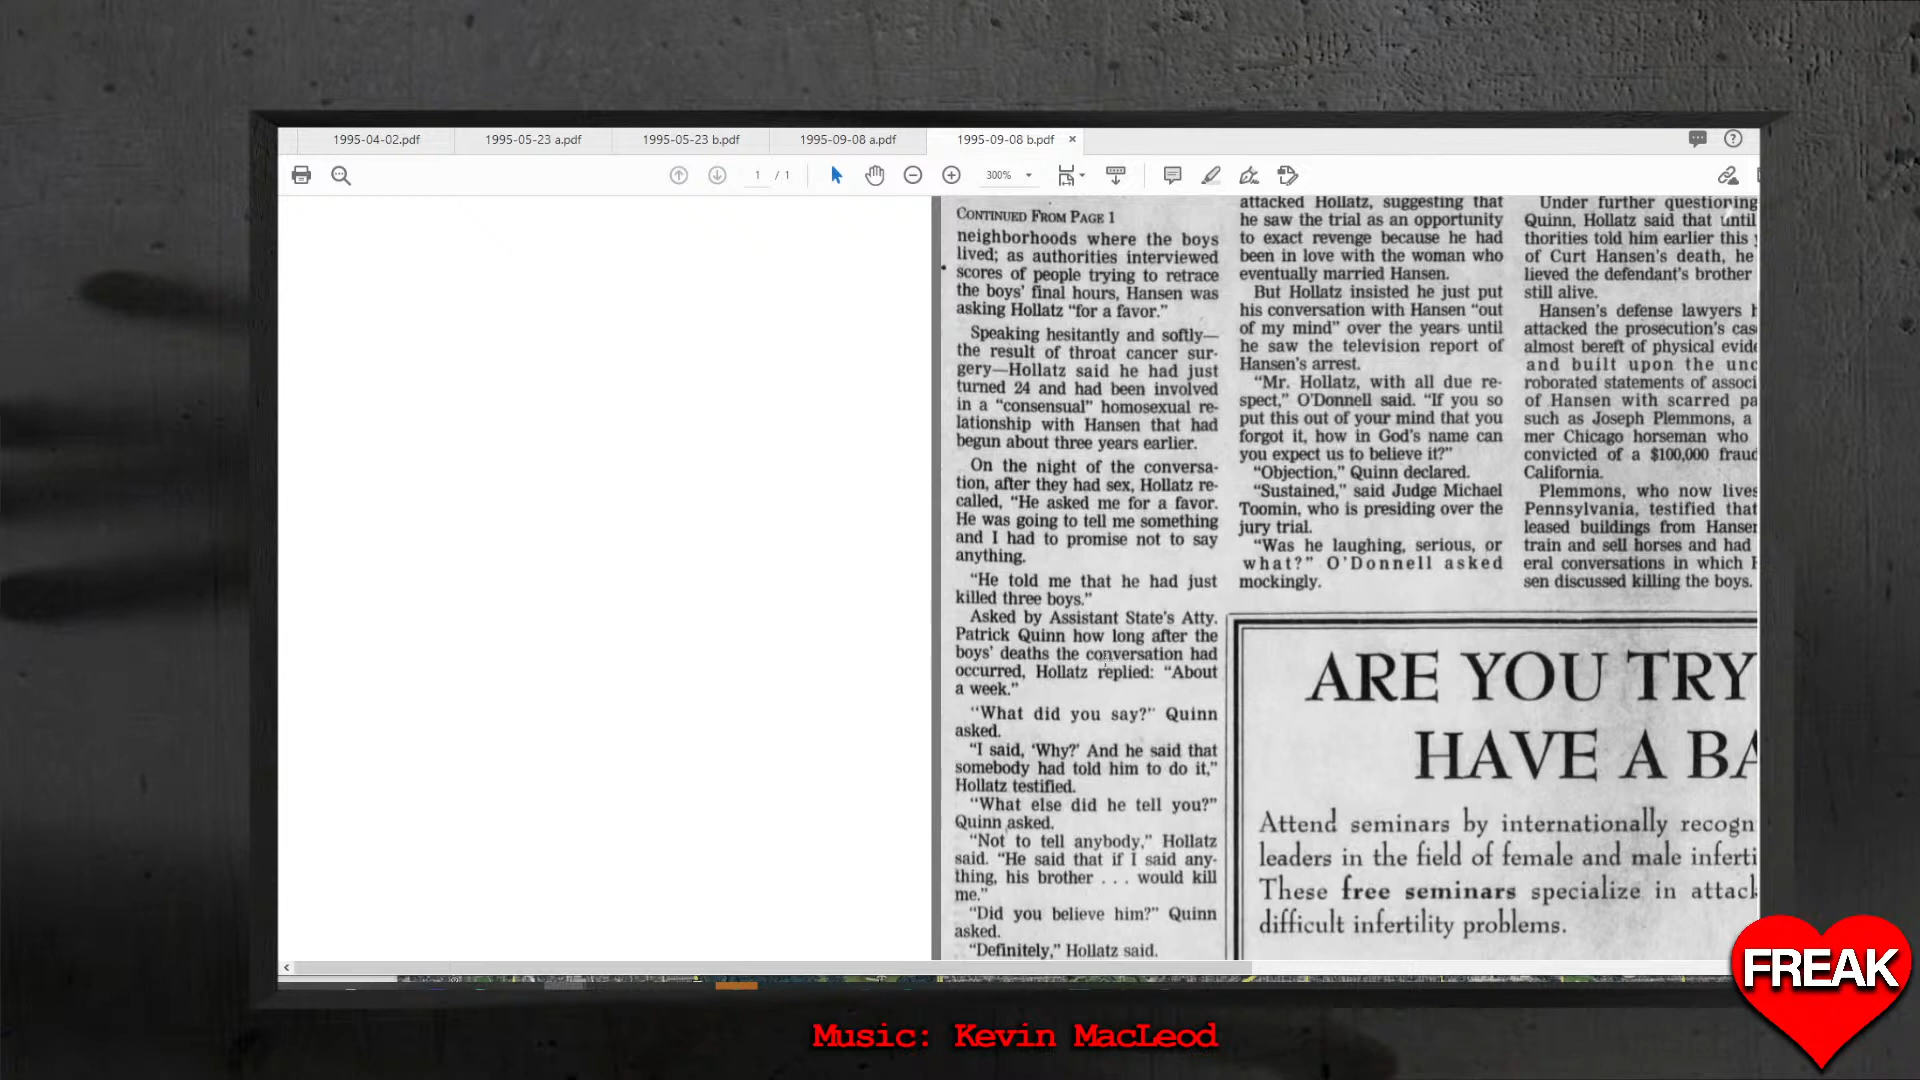 1995-04-02.pdf
1995-05-23 a.pdf
1995-05-23 b.pdf
1995-09-08 a.pdf
1995-09-08 b.pdf
1 / 1
300%
CONTINUED FROM PAGE 1
neighborhoods where the boys
lived; as authorities interviewed
scores of people trying to retrace
the boys' final hours, Hansen was
asking Hollatz "for a favor."
Speaking hesitantly and softly—
the result of throat cancer sur-
gery—Hollatz said he had just
turned 24 and had been involved
in a "consensual" homosexual re-
lationship with Hansen that had
begun about three years earlier.
On the night of the conversa-
tion, after they had sex, Hollatz re-
called, "He asked me for a favor.
He was going to tell me something
and I had to promise not to say
anything.
"He told me that he had just
killed three boys."
Asked by Assistant State's Atty.
Patrick Quinn how long after the
boys' deaths the conversation had
occurred, Hollatz replied: "About
a week."
"What did you say?" Quinn
asked.
"I said, 'Why?' And he said that
somebody had told him to do it,"
Hollatz testified.
"What else did he tell you?"
Quinn asked.
"Not to tell anybody," Hollatz
said. "He said that if I said any-
thing, his brother . . . would kill
me."
"Did you believe him?" Quinn
asked.
"Definitely," Hollatz said.
attacked Hollatz, suggesting that
he saw the trial as an opportunity
to exact revenge because he had
been in love with the woman who
eventually married Hansen.
But Hollatz insisted he just put
his conversation with Hansen "out
of my mind" over the years until
he saw the television report of
Hansen's arrest.
"Mr. Hollatz, with all due re-
spect," O'Donnell said. "If you so
put this out of your mind that you
forgot it, how in God's name can
you expect us to believe it?"
"Objection," Quinn declared.
"Sustained," said Judge Michael
Toomin, who is presiding over the
jury trial.
"Was he laughing, serious, or
what?" O'Donnell asked
mockingly.
Under further questioning
Quinn, Hollatz said that until
thorities told him earlier this
of Curt Hansen's death, he
lieved the defendant's brother
still alive.
Hansen's defense lawyers
attacked the prosecution's
almost bereft of physical
and built upon the
roborated statements of
of Hansen with scarred
such as Joseph Plemmons, a
mer Chicago horseman who
convicted of a $100,000
California.
Plemmons, who now lives
Pennsylvania, testified that
leased buildings from
train and sell horses and had
eral conversations in which
sen discussed killing the boys.
ARE YOU TRY
HAVE A BA
Attend seminars by internationally recogn
leaders in the field of female and male inferti
These free seminars specialize in attack
difficult infertility problems.
FREAK
Music: Kevin MacLeod